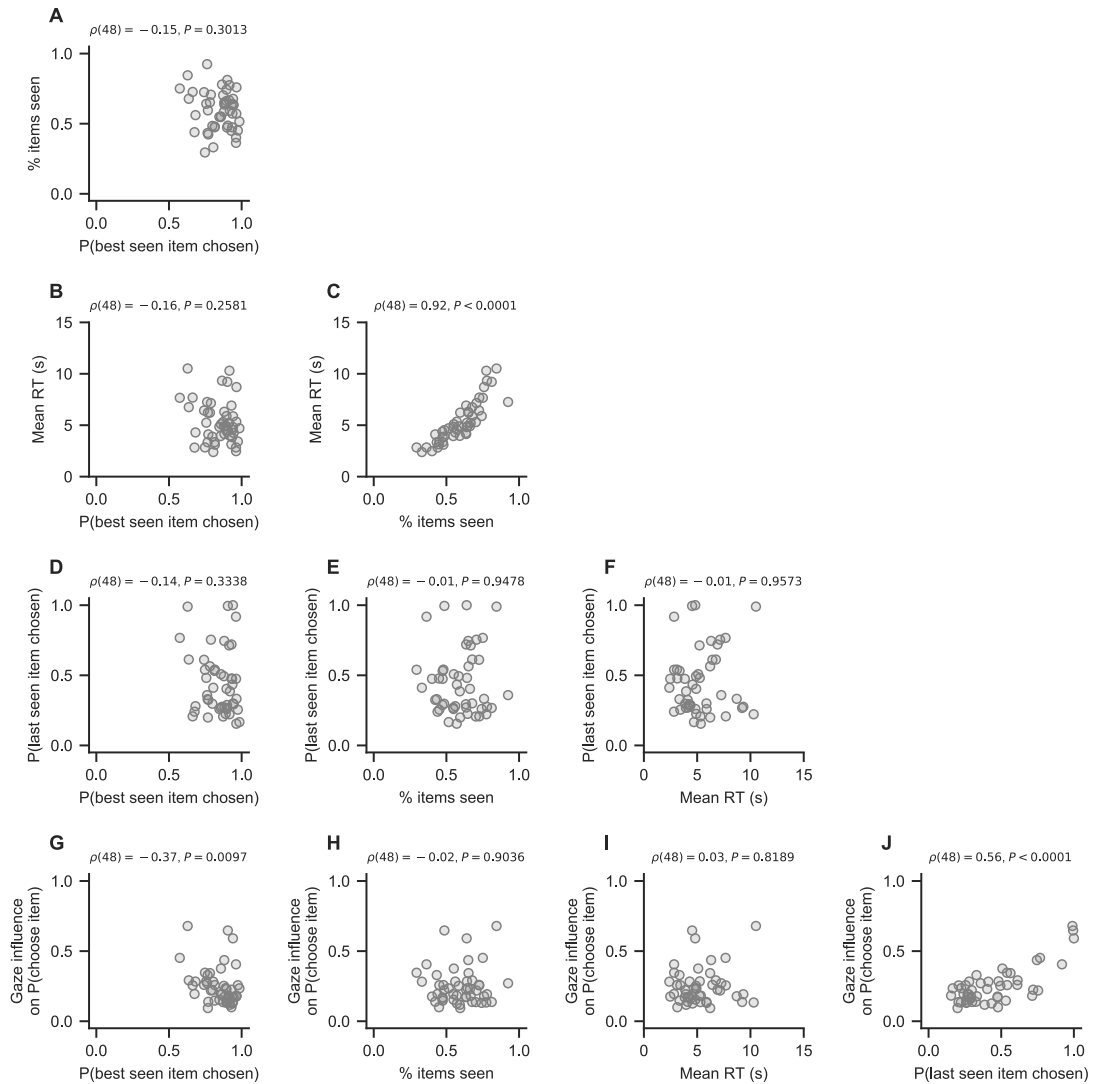 A
ρ(48) = −0.15, P = 0.3013
1.0
0.5
0.0
% items seen
0.0 0.5 1.0
P(best seen item chosen)
B
ρ(48) = −0.16, P = 0.2581
15
10
5
0
Mean RT (s)
0.0 0.5 1.0
P(best seen item chosen)
C
ρ(48) = 0.92, P < 0.0001
15
10
5
0
Mean RT (s)
0.0 0.5 1.0
% items seen
D
ρ(48) = −0.14, P = 0.3338
1.0
0.5
0.0
P(last seen item chosen)
0.0 0.5 1.0
P(best seen item chosen)
E
ρ(48) = −0.01, P = 0.9478
1.0
0.5
0.0
P(last seen item chosen)
0.0 0.5 1.0
% items seen
F
ρ(48) = −0.01, P = 0.9573
1.0
0.5
0.0
P(last seen item chosen)
0 5 10 15
Mean RT (s)
G
ρ(48) = −0.37, P = 0.0097
1.0
0.5
0.0
Gaze influence
on P(choose item)
0.0 0.5 1.0
P(best seen item chosen)
H
ρ(48) = −0.02, P = 0.9036
1.0
0.5
0.0
Gaze influence
on P(choose item)
0.0 0.5 1.0
% items seen
I
ρ(48) = 0.03, P = 0.8189
1.0
0.5
0.0
Gaze influence
on P(choose item)
0 5 10 15
Mean RT (s)
J
ρ(48) = 0.56, P < 0.0001
1.0
0.5
0.0
Gaze influence
on P(choose item)
0.0 0.5 1.0
P(last seen item chosen)